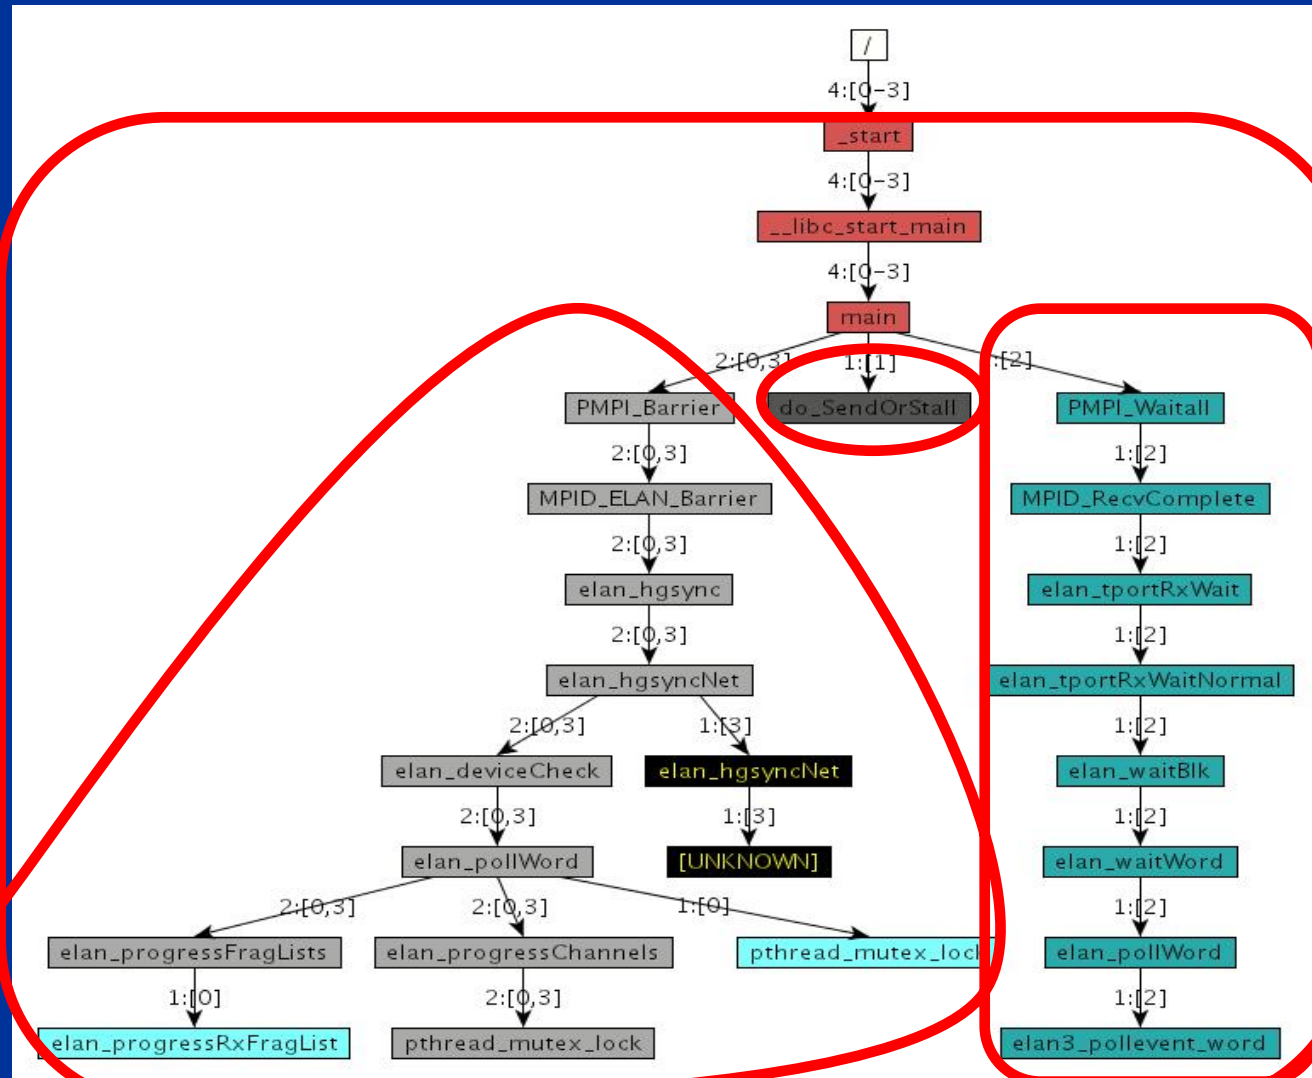 /
4:[0-3]
_start
4:[0-3]
__libc_start_main
4:[0-3]
main
2:[0,3] 1:[1] :[2]
PMPI_Barrier do_SendOrStall PMPI_Waitall
2:[0,3] 1:[2]
MPID_ELAN_Barrier MPID_RecvComplete
2:[0,3] 1:[2]
elan_hgsync elan_tportRxWait
2:[0,3] 1:[2]
elan_hgsyncNet elan_tportRxWaitNormal
2:[0,3] 1:[3] 1:[2]
elan_deviceCheck elan_hgsyncNet elan_waitBlk
2:[0,3] 1:[3] 1:[2]
elan_pollWord [UNKNOWN] elan_waitWord
2:[0,3] 2:[0,3] 1:[0] 1:[2]
elan_progressFragLists elan_progressChannels pthread_mutex_lock elan_pollWord
1:[0] 2:[0,3] 1:[2]
elan_progressRxFragList pthread_mutex_lock elan3_pollevent_word